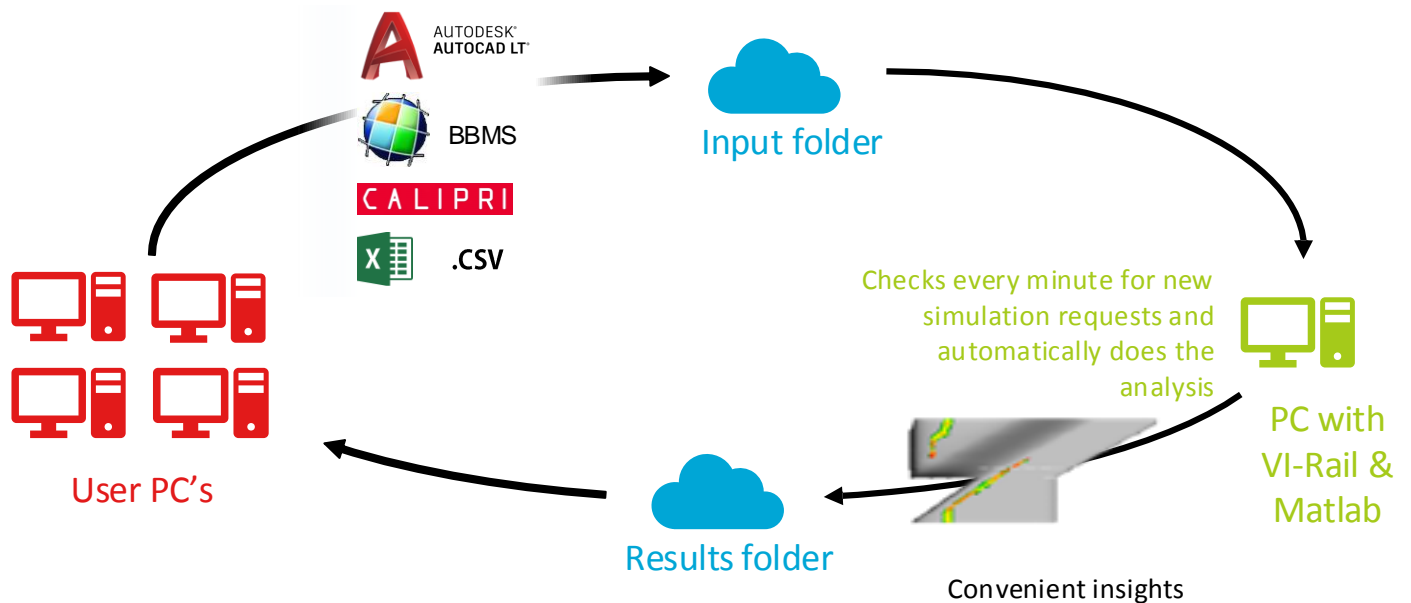 AUTODESK®
AUTOCAD LT®
BBMS
CALIPRI
X
.CSV
Input folder
Checks every minute for new
simulation requests and
automatically does the
analysis
PC with
VI-Rail &
Matlab
User PC’s
Results folder
Convenient insights